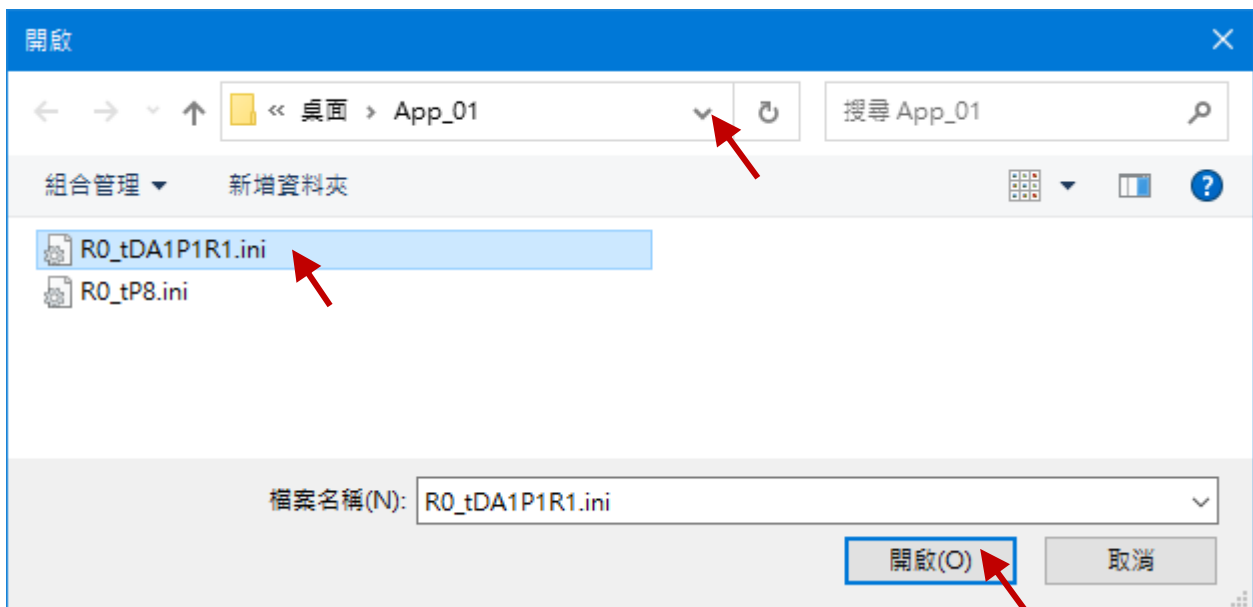 開啟
« 桌面 › App_01
搜尋 App_01
組合管理 新增資料夾
R0_tDA1P1R1.ini
R0_tP8.ini
檔案名稱(N): R0_tDA1P1R1.ini
開啟(O) 取消